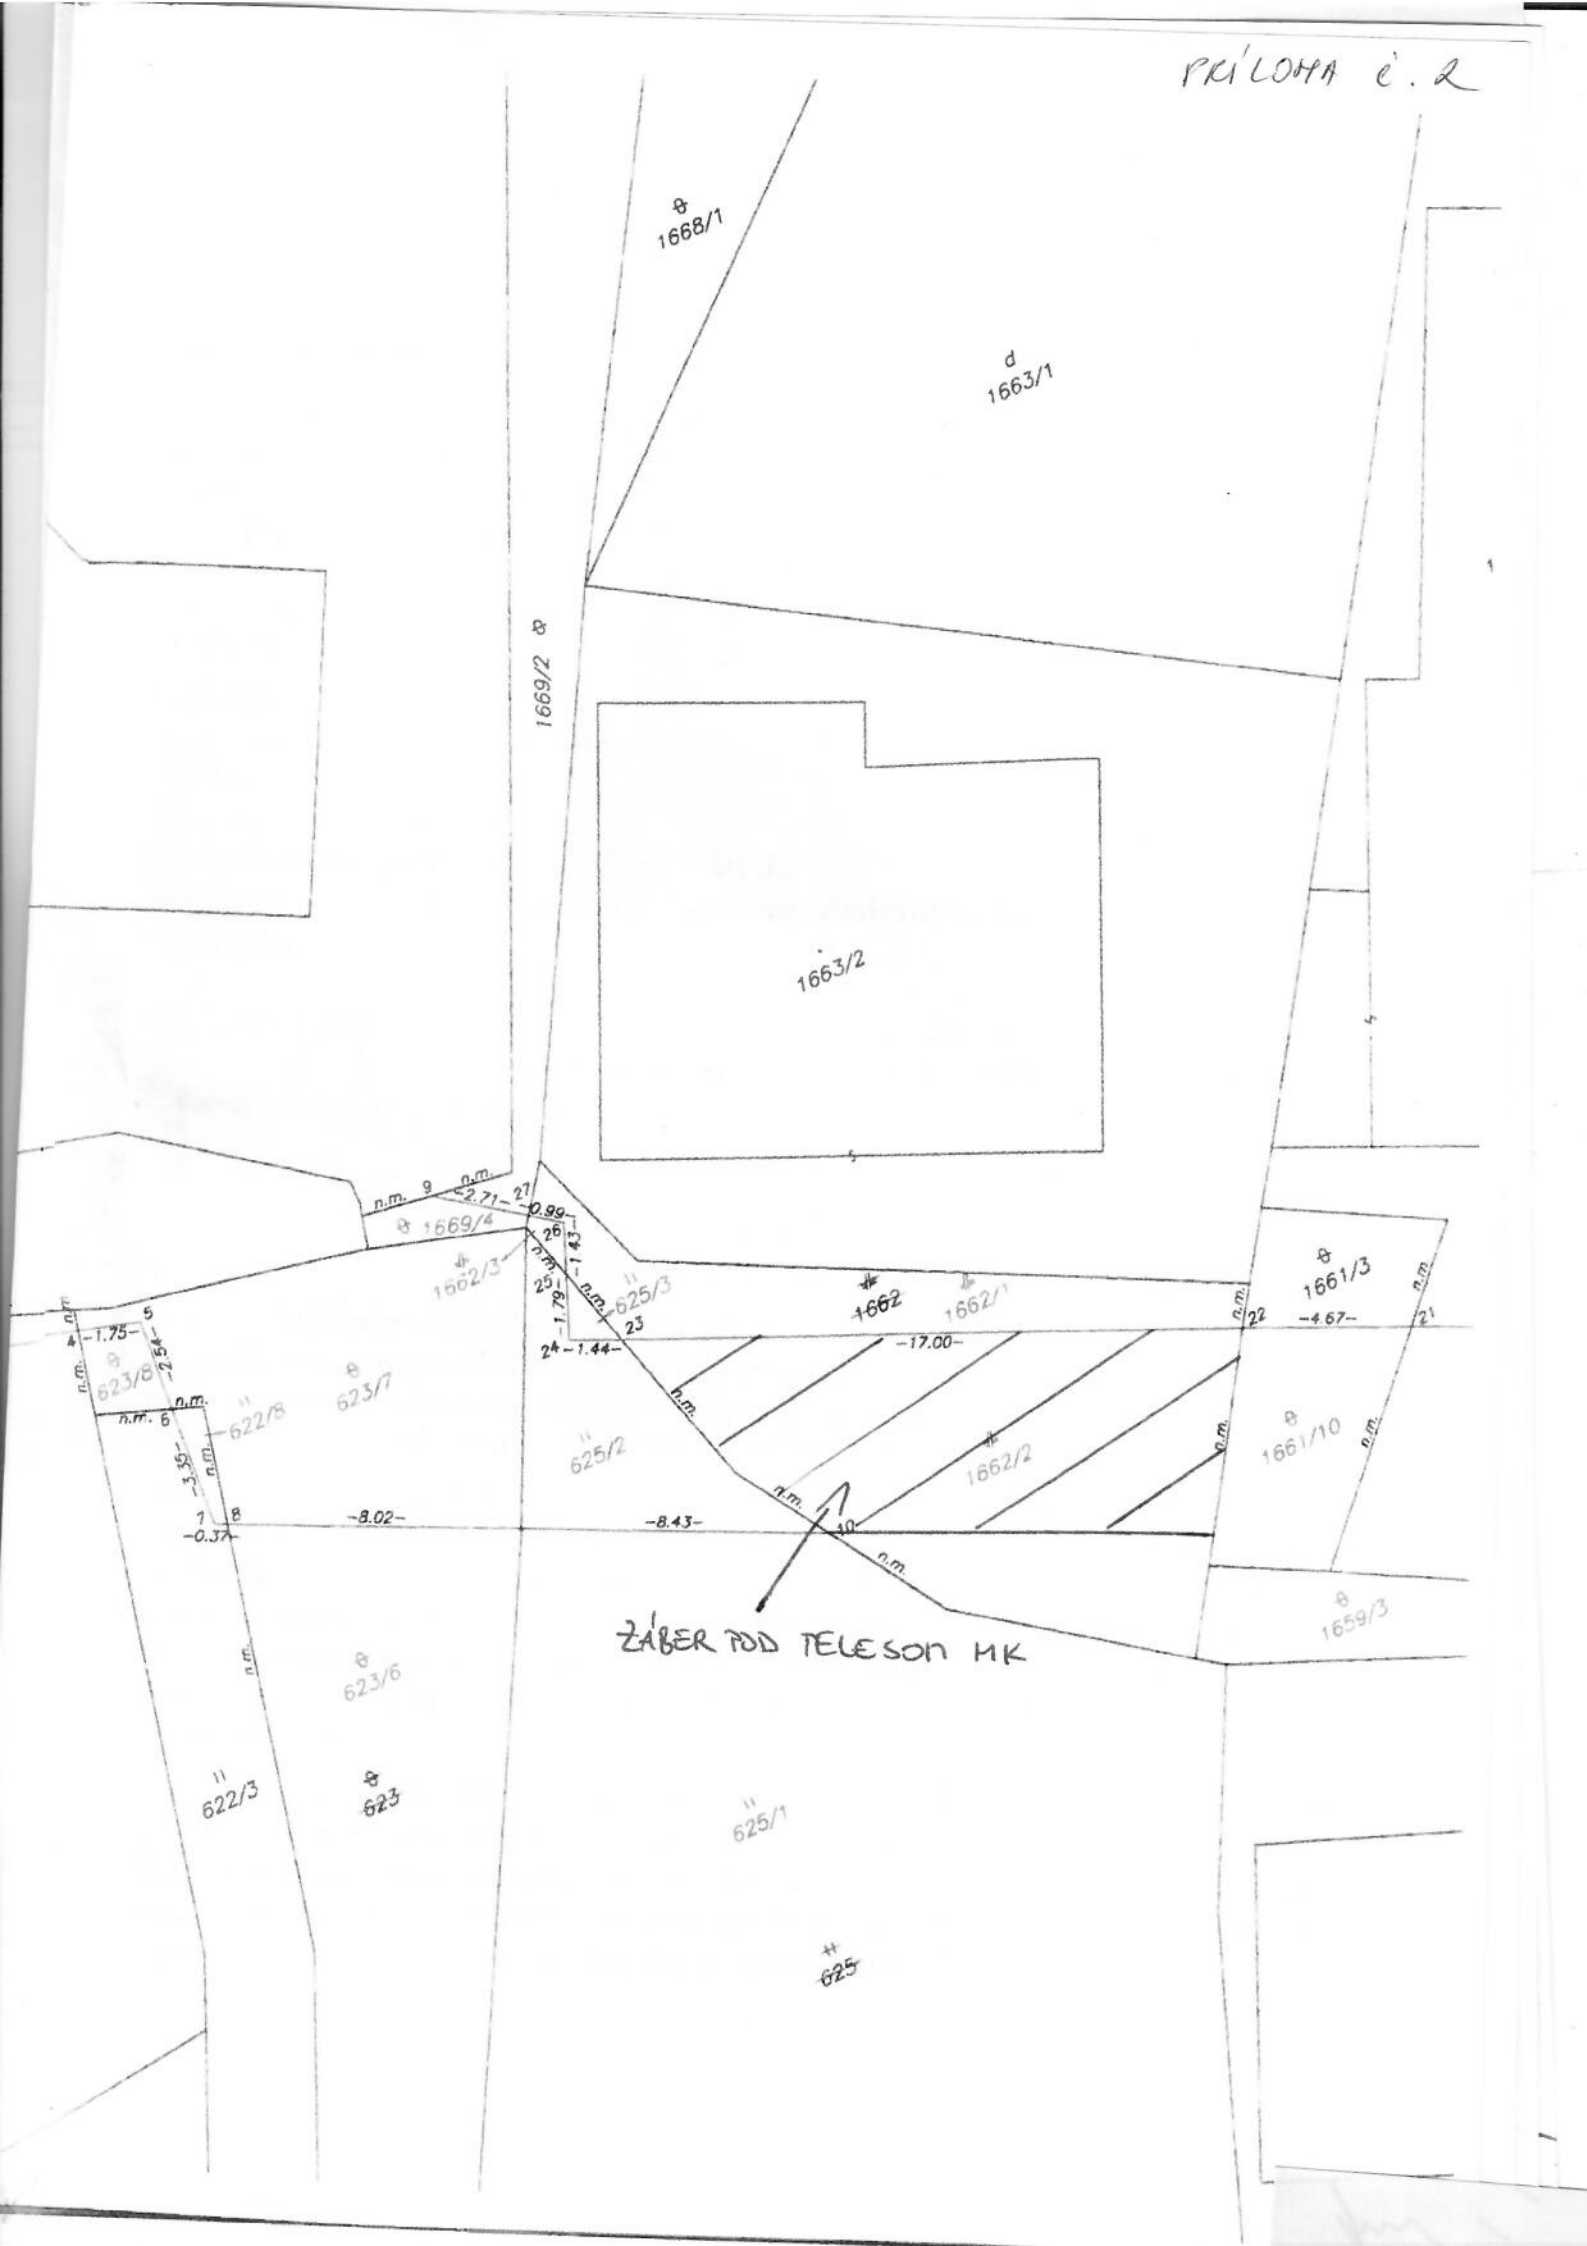 PRÍLOHA č. 2
1668/1
d
1663/1
1
1669/2
1663/2
n.m. 9 n.m.
-2.71- 27
-0.99-
1669/4
26
-1.43-
1662/3
n.m.
25
n.m.
-1.79-
625/3
1662
1662/1
1661/3
n.m.
n.m.
n.m.
5
4 -1.75-
23
24 -1.44-
-17.00-
22
-4.67-
21
-2.54-
n.m.
623/8
623/7
n.m.
n.m. 6
622/8
n.m.
625/2
1662/2
n.m.
1661/10
n.m.
-3.35-
n.m.
n.m.
7 8
-0.37-
-8.02-
-8.43-
10
n.m.
ZÁBER POD TELESOM MK
1659/3
n.m.
623/6
622/3
623
625/1
625